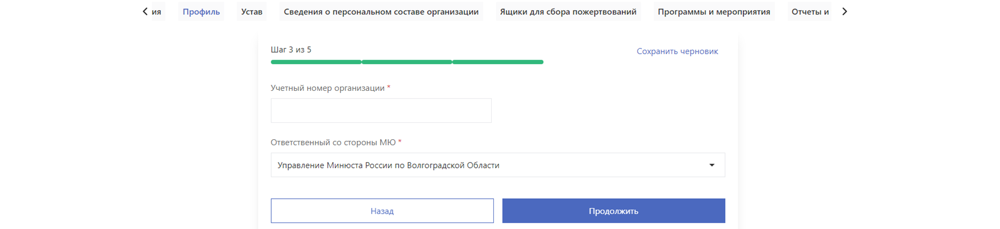 ия Профиль Устав Сведения о персональном составе организации Ящики для сбора пожертвований Программы и мероприятия Отчеты и
Шаг 3 из 5
Сохранить черновик
Учетный номер организации *
Ответственный со стороны МЮ *
Управление Минюста России по Волгоградской Области
Назад Продолжить